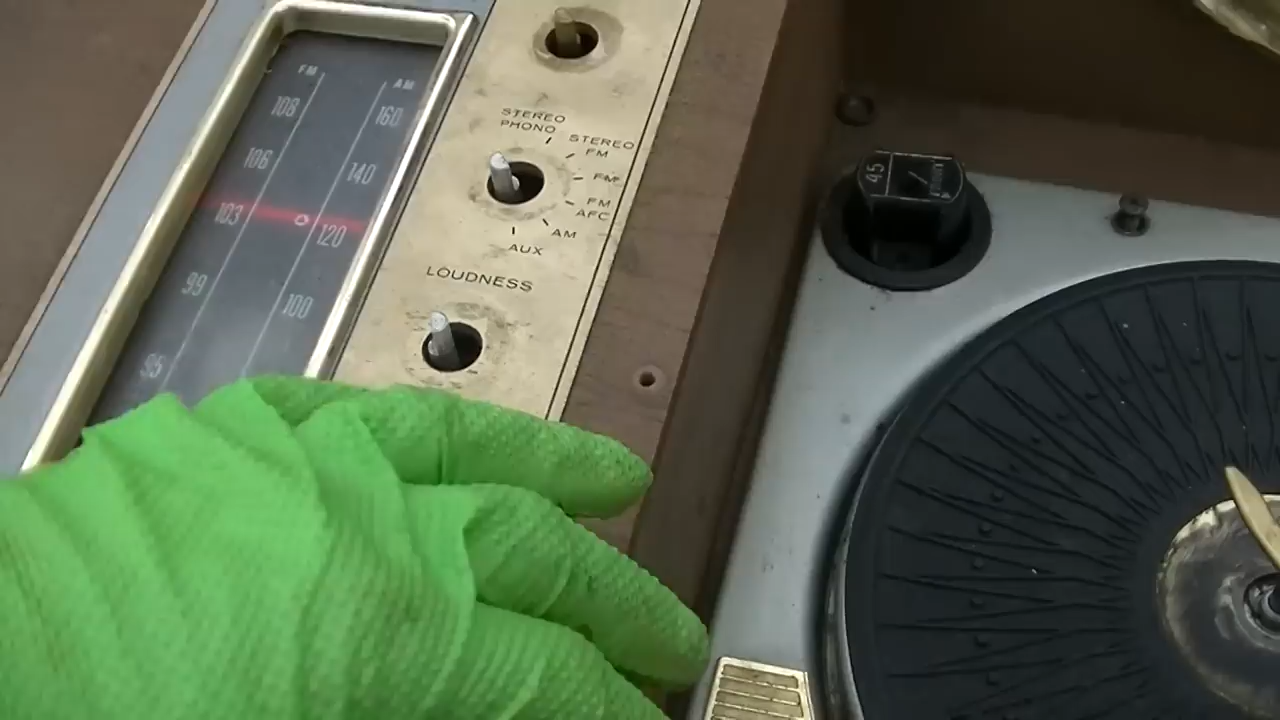 FM
AM
108
160
106
140
103
120
99
100
95
STEREO
PHONO
STEREO
FM
FM
FM
AFC
AM
AUX
LOUDNESS
45